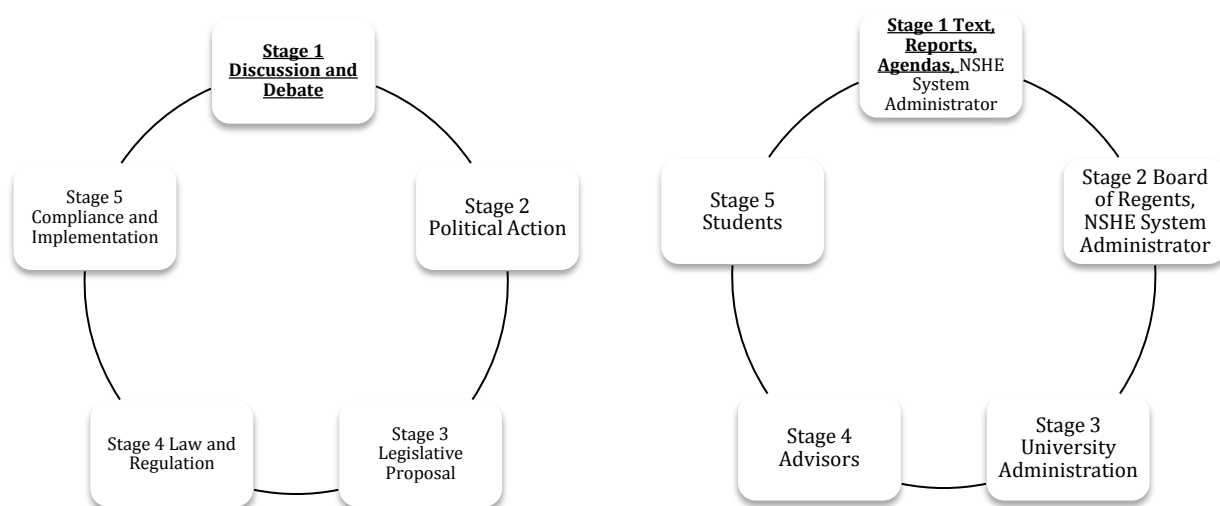 Stage 1
Discussion and
Debate
Stage 2
Political Action
Stage 3
Legislative
Proposal
Stage 4 Law and
Regulation
Stage 5
Compliance and
Implementation
Stage 1 Text,
Reports,
Agendas, NSHE
System
Administrator
Stage 2 Board
of Regents,
NSHE System
Administrator
Stage 3
University
Administration
Stage 4
Advisors
Stage 5
Students